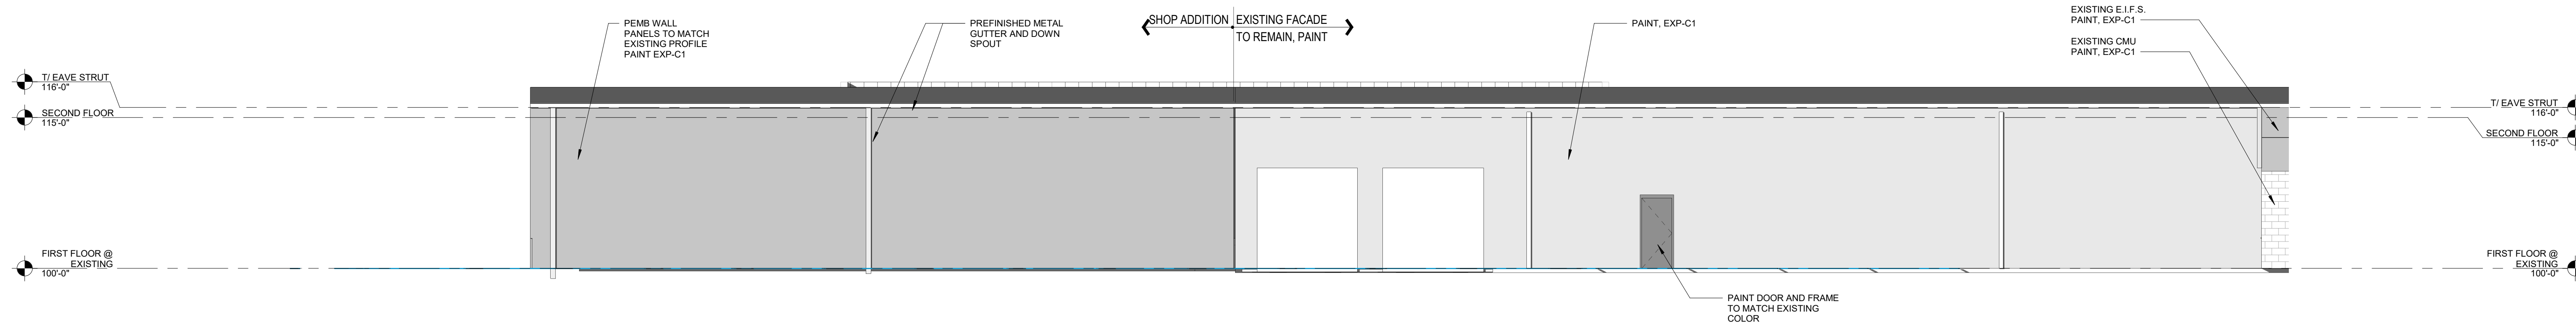 PEMB WALL
PANELS TO MATCH
EXISTING PROFILE
PAINT EXP-C1
PREFINISHED METAL
GUTTER AND DOWN
SPOUT
SHOP ADDITION
EXISTING FACADE
TO REMAIN, PAINT
PAINT, EXP-C1
EXISTING E.I.F.S.
PAINT, EXP-C1
EXISTING CMU
PAINT, EXP-C1
T/ EAVE STRUT
116'-0"
SECOND FLOOR
115'-0"
FIRST FLOOR @
EXISTING
100'-0"
T/ EAVE STRUT
116'-0"
SECOND FLOOR
115'-0"
FIRST FLOOR @
EXISTING
100'-0"
PAINT DOOR AND FRAME
TO MATCH EXISTING
COLOR